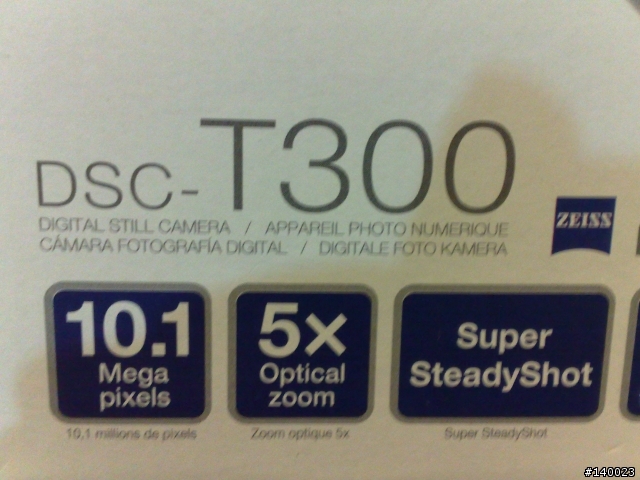 DSC-T300
DIGITAL STILL CAMERA / APPAREIL PHOTO NUMERIQUE
CÁMARA FOTOGRAFÍA DIGITAL / DIGITALE FOTO KAMERA
ZEISS
10.1
Mega
pixels
10,1 millions de pixels
5x
Optical
zoom
Zoom optique 5x
Super
SteadyShot
Super SteadyShot
#140023